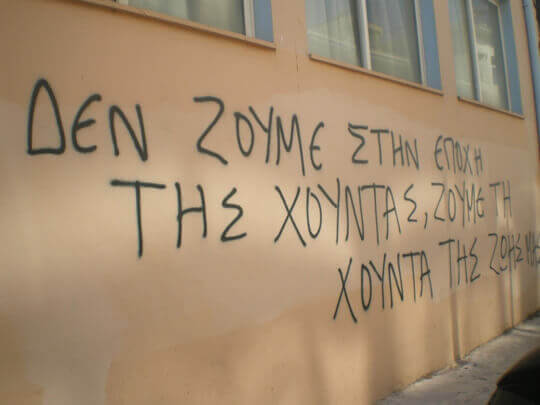 ΔΕΝ ΖΟΥΜΕ ΣΤΗΝ ΕΠΟΧΗ
ΤΗΣ ΧΟΥΝΤΑΣ, ΖΟΥΜΕ ΤΗ
ΧΟΥΝΤΑ ΤΗΣ ΖΩΗΣ ΜΑΣ